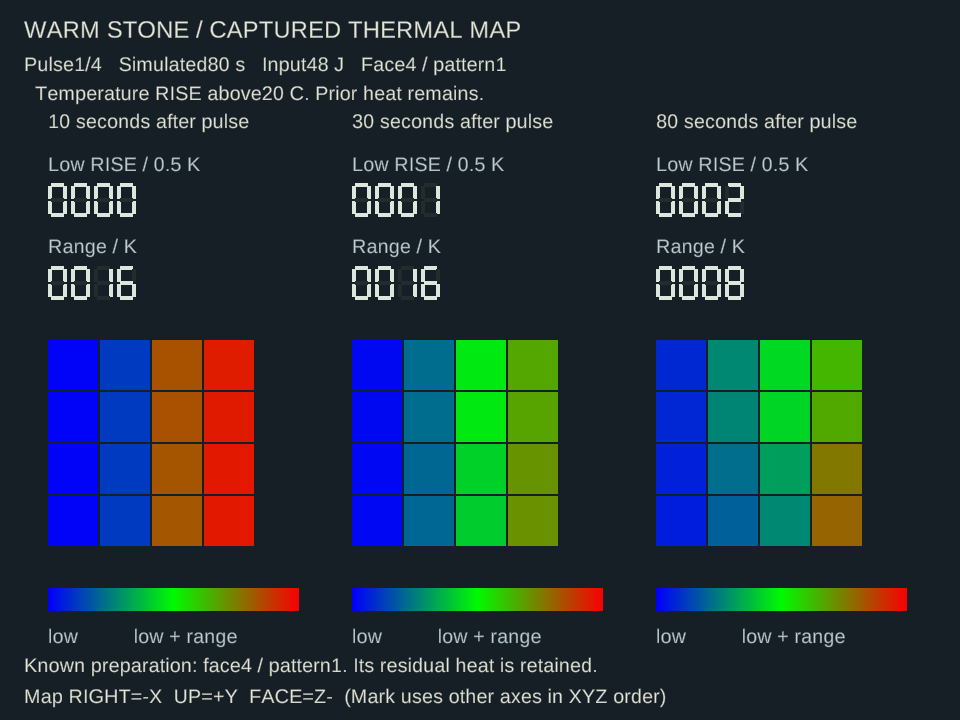 WARM STONE / CAPTURED THERMAL MAP
Pulse1/4 Simulated80 s Input48 J Face4 / pattern1
Temperature RISE above20 C. Prior heat remains.
10 seconds after pulse 30 seconds after pulse 80 seconds after pulse
Low RISE / 0.5 K Low RISE / 0.5 K Low RISE / 0.5 K
0000 0001 0002
Range / K Range / K Range / K
0016 0016 0008
low low + range low low + range low low + range
Known preparation: face4 / pattern1. Its residual heat is retained.
Map RIGHT=-X UP=+Y FACE=Z- (Mark uses other axes in XYZ order)